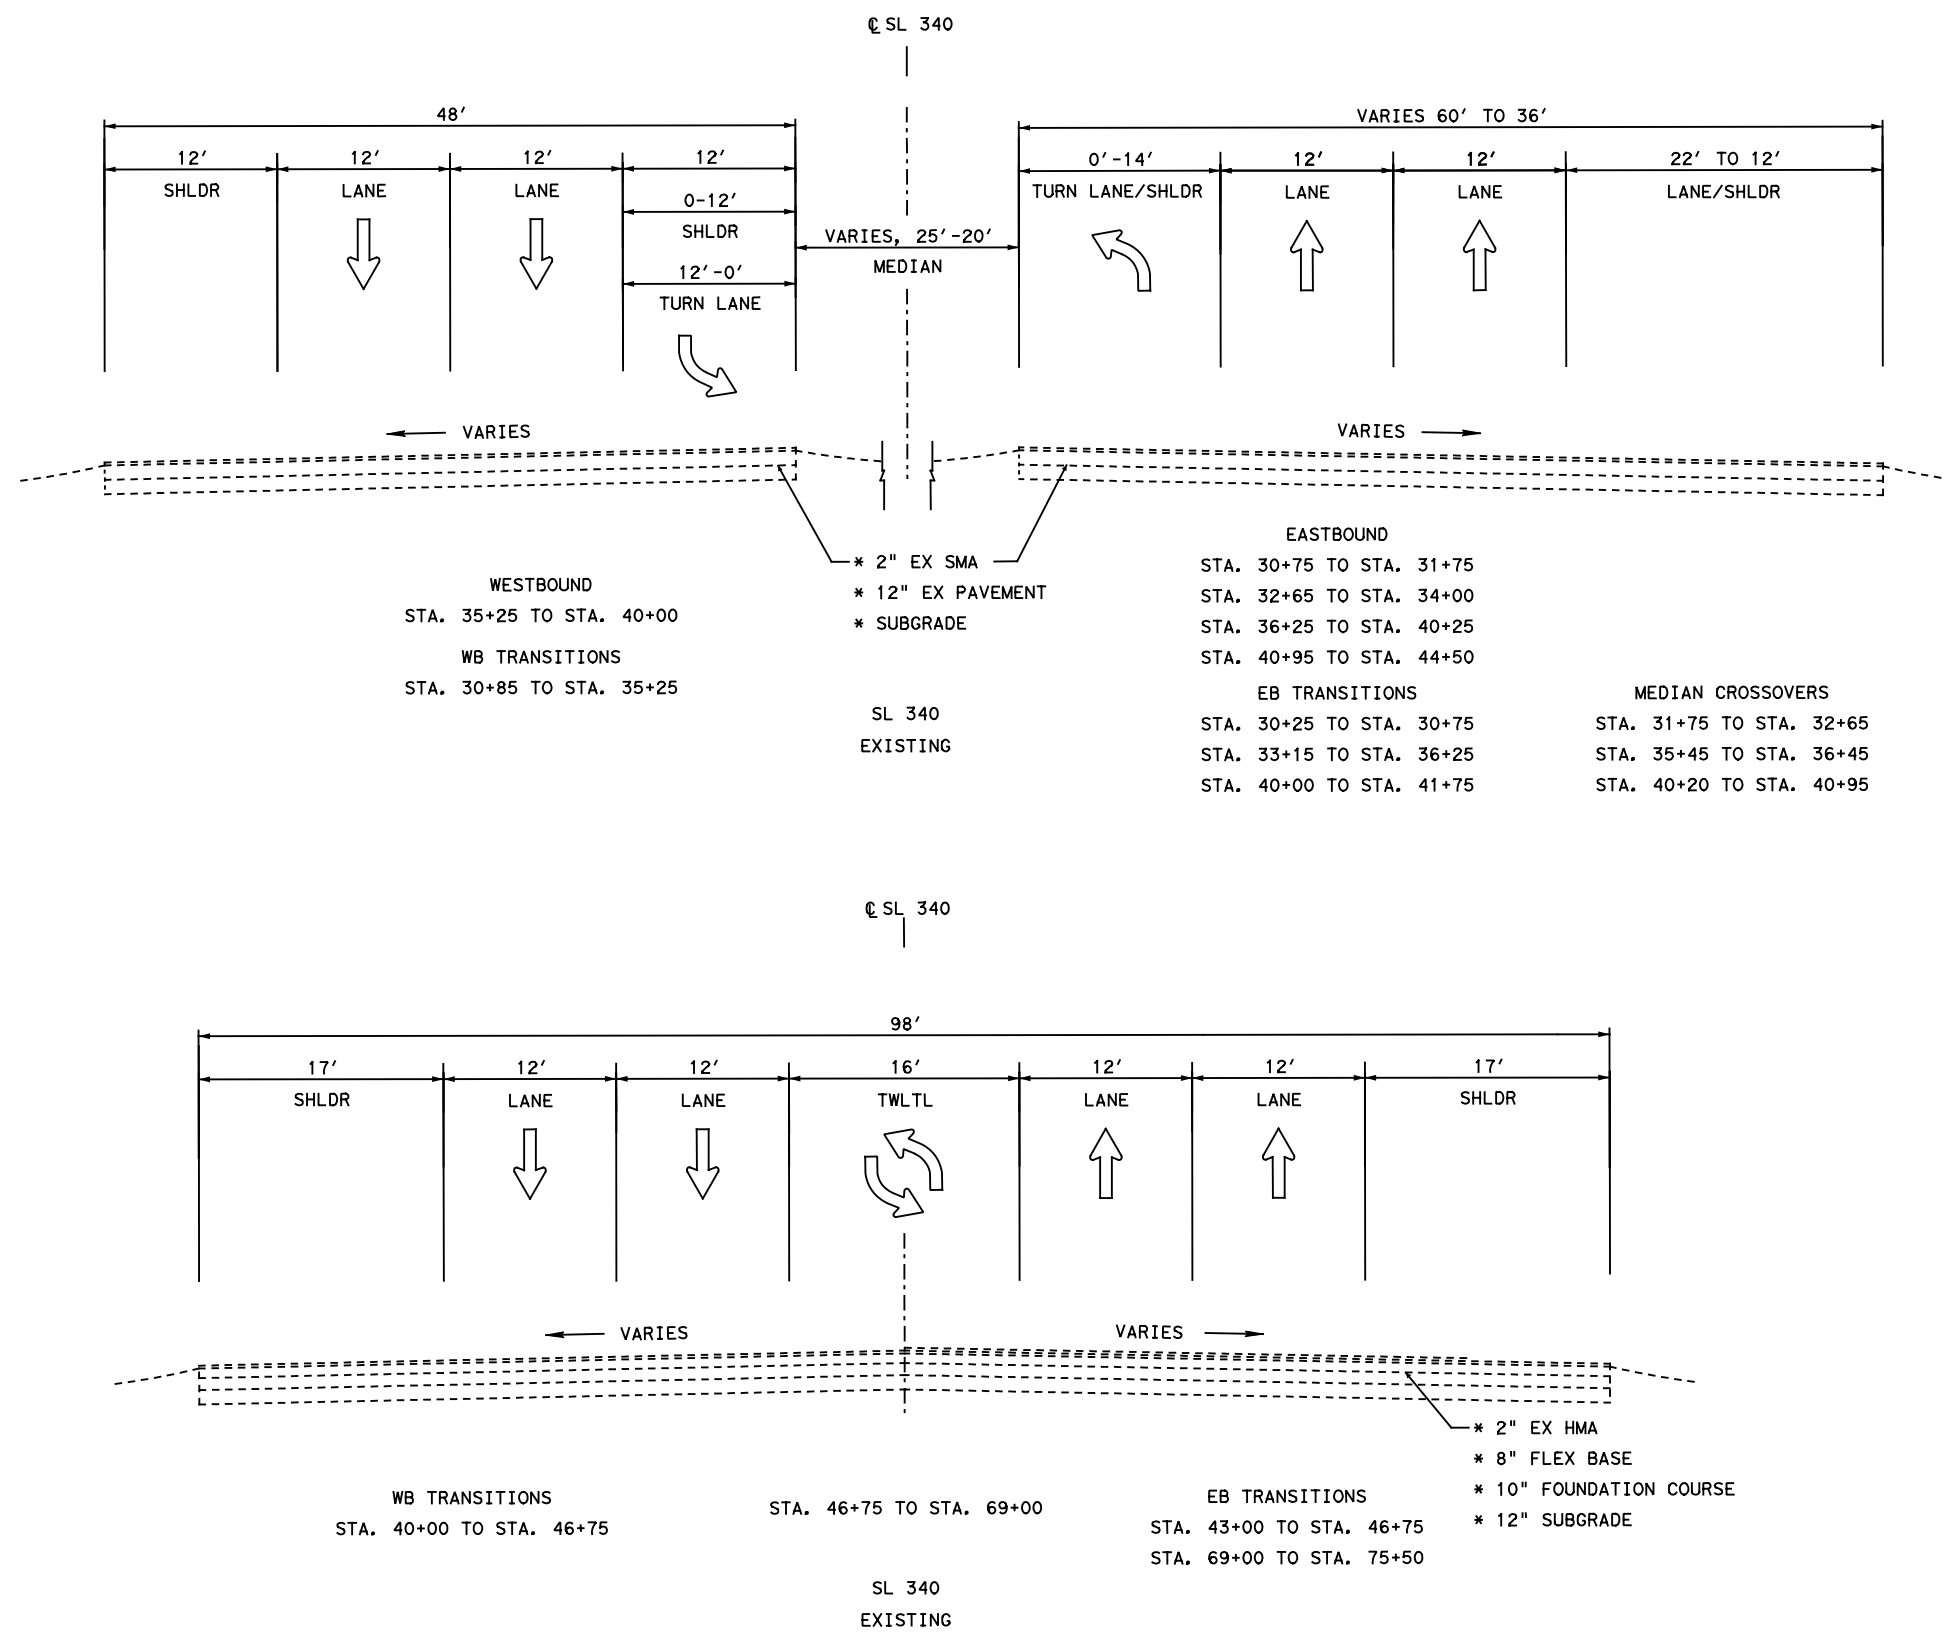 ℄ SL 340
48'
VARIES 60' TO 36'
12'
12'
12'
12'
0'-14'
12'
12'
22' TO 12'
SHLDR
LANE
LANE
0-12'
SHLDR
TURN LANE/SHLDR
LANE
LANE
LANE/SHLDR
VARIES, 25'-20'
MEDIAN
12'-0'
TURN LANE
VARIES
VARIES
* 2" EX SMA
* 12" EX PAVEMENT
* SUBGRADE
WESTBOUND
STA. 35+25 TO STA. 40+00
WB TRANSITIONS
STA. 30+85 TO STA. 35+25
EASTBOUND
STA. 30+75 TO STA. 31+75
STA. 32+65 TO STA. 34+00
STA. 36+25 TO STA. 40+25
STA. 40+95 TO STA. 44+50
EB TRANSITIONS
STA. 30+25 TO STA. 30+75
STA. 33+15 TO STA. 36+25
STA. 40+00 TO STA. 41+75
MEDIAN CROSSOVERS
STA. 31+75 TO STA. 32+65
STA. 35+45 TO STA. 36+45
STA. 40+20 TO STA. 40+95
SL 340
EXISTING
℄ SL 340
98'
17'
12'
12'
16'
12'
12'
17'
SHLDR
LANE
LANE
TWLTL
LANE
LANE
SHLDR
VARIES
VARIES
* 2" EX HMA
* 8" FLEX BASE
* 10" FOUNDATION COURSE
* 12" SUBGRADE
WB TRANSITIONS
STA. 40+00 TO STA. 46+75
STA. 46+75 TO STA. 69+00
EB TRANSITIONS
STA. 43+00 TO STA. 46+75
STA. 69+00 TO STA. 75+50
SL 340
EXISTING